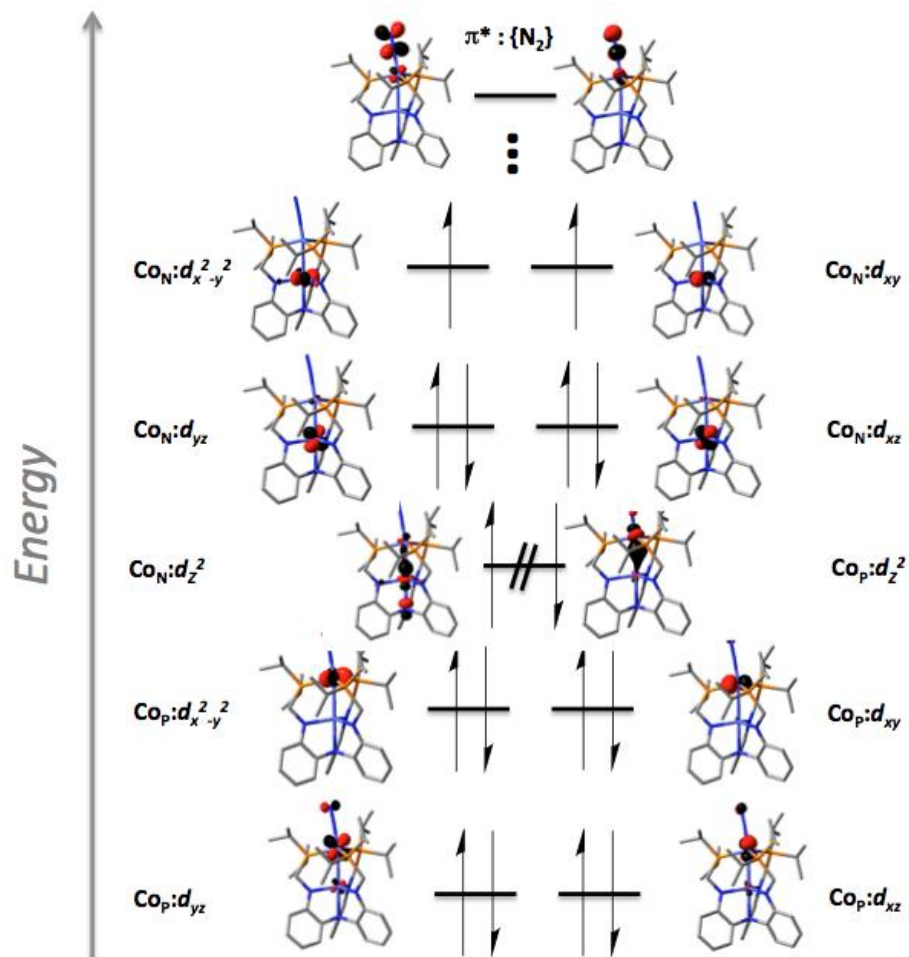 π* : {N₂}
Coₙ:dₓ²-y²
Coₙ:dxy
Coₙ:dyz
Coₙ:dxz
Coₙ:dZ²
Coₚ:dZ²
Coₚ:dₓ²-y²
Coₚ:dxy
Coₚ:dyz
Coₚ:dxz
Energy